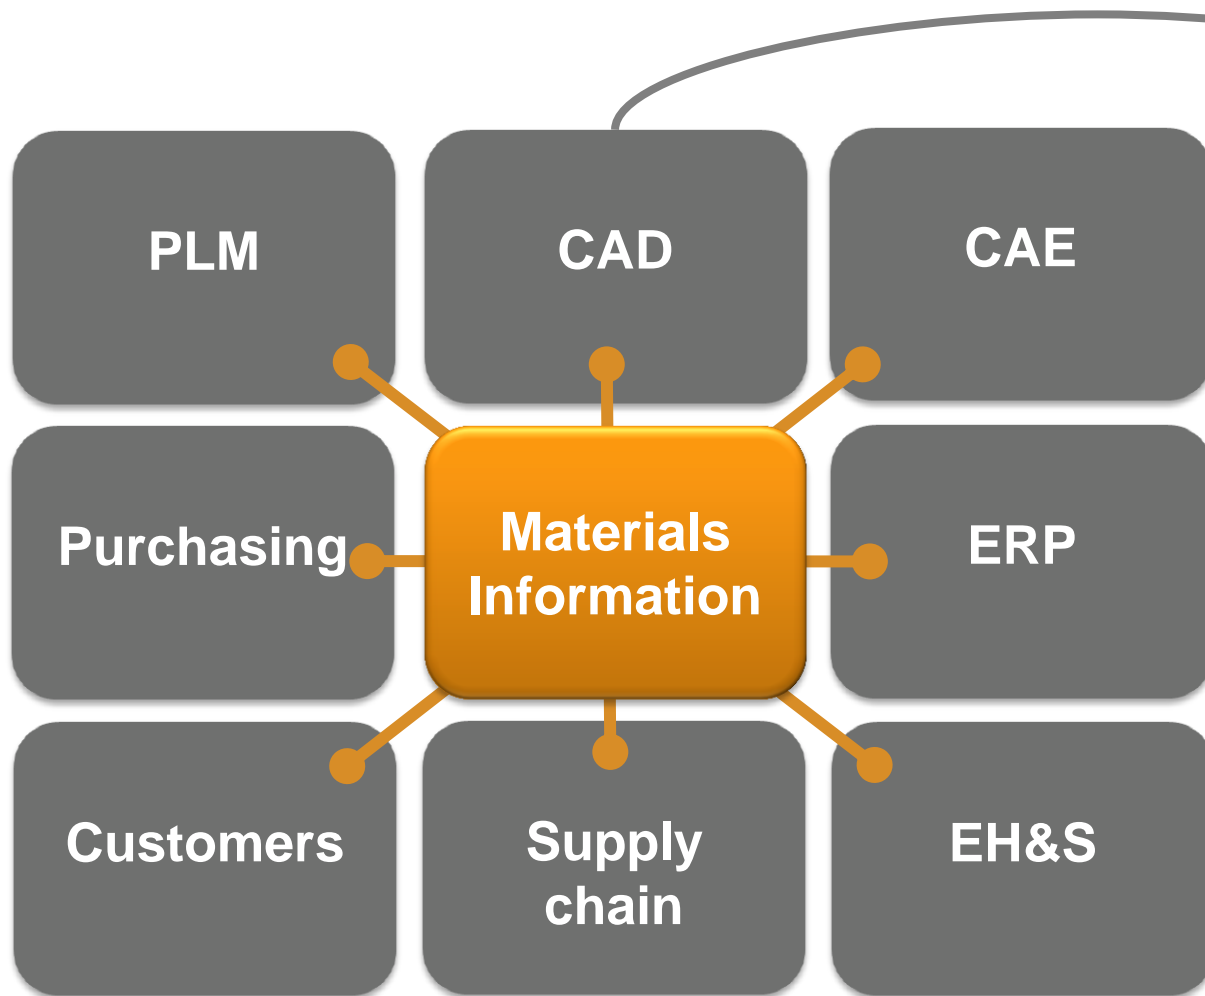 PLM
CAD
CAE
Purchasing
Materials
Information
ERP
Customers
Supply
chain
EH&S